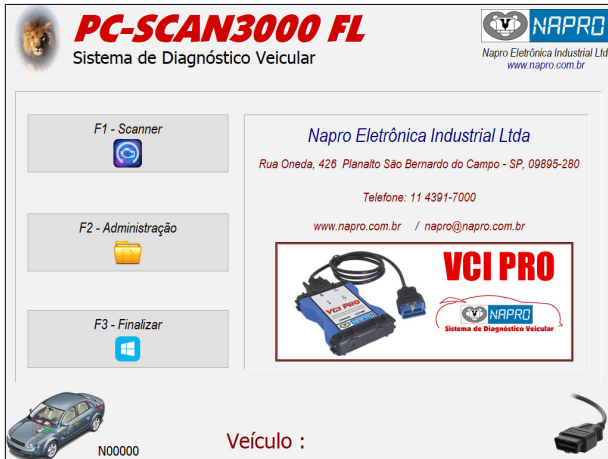 PC-SCAN3000 FL
Sistema de Diagnóstico Veicular
NAPRO
Napro Eletrônica Industrial Ltd
www.napro.com.br
F1 - Scanner
F2 - Administração
F3 - Finalizar
Napro Eletrônica Industrial Ltda
Rua Oneda, 426 Planalto São Bernardo do Campo - SP, 09895-280
Telefone: 11 4391-7000
www.napro.com.br / napro@napro.com.br
VCI PRO
NAPRO
VCI PRO
NAPRO
Sistema de Diagnóstico Veicular
N00000
Veículo :